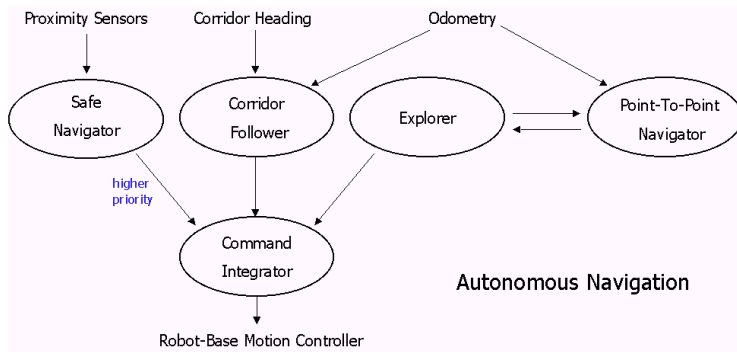 Proximity Sensors
Corridor Heading
Odometry
Safe
Navigator
Corridor
Follower
Explorer
Point-To-Point
Navigator
higher
priority
Command
Integrator
Autonomous Navigation
Robot-Base Motion Controller